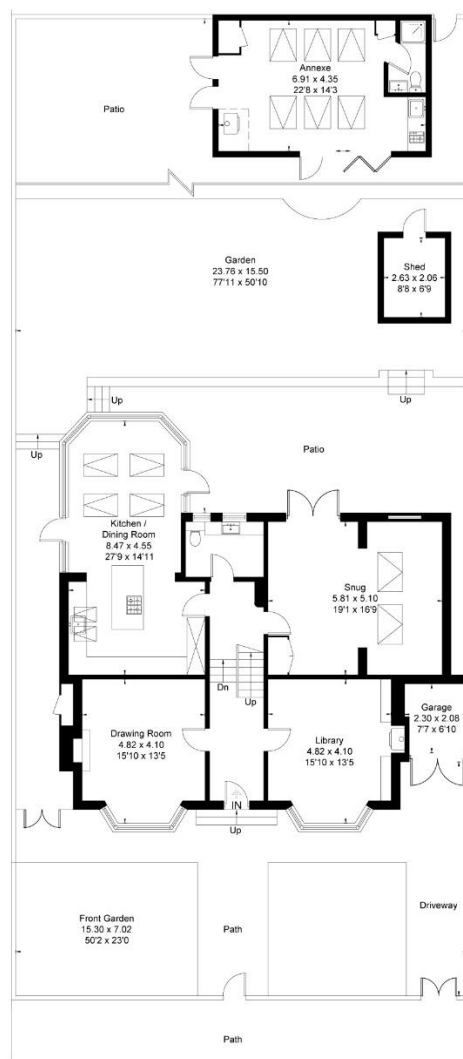 Patio
Annexe
6.91 x 4.35
22'8 x 14'3
Garden
23.76 x 15.50
77'11 x 50'10
Shed
2.63 x 2.06
8'8 x 6'9
Up
Up
Up
Patio
Kitchen /
Dining Room
8.47 x 4.55
27'9 x 14'11
Snug
5.81 x 5.10
19'1 x 16'9
Dn
Up
Drawing Room
4.82 x 4.10
15'10 x 13'5
Library
4.82 x 4.10
15'10 x 13'5
Garage
2.30 x 2.08
7'7 x 6'10
IN
Up
Front Garden
15.30 x 7.02
50'2 x 23'0
Path
Driveway
Path